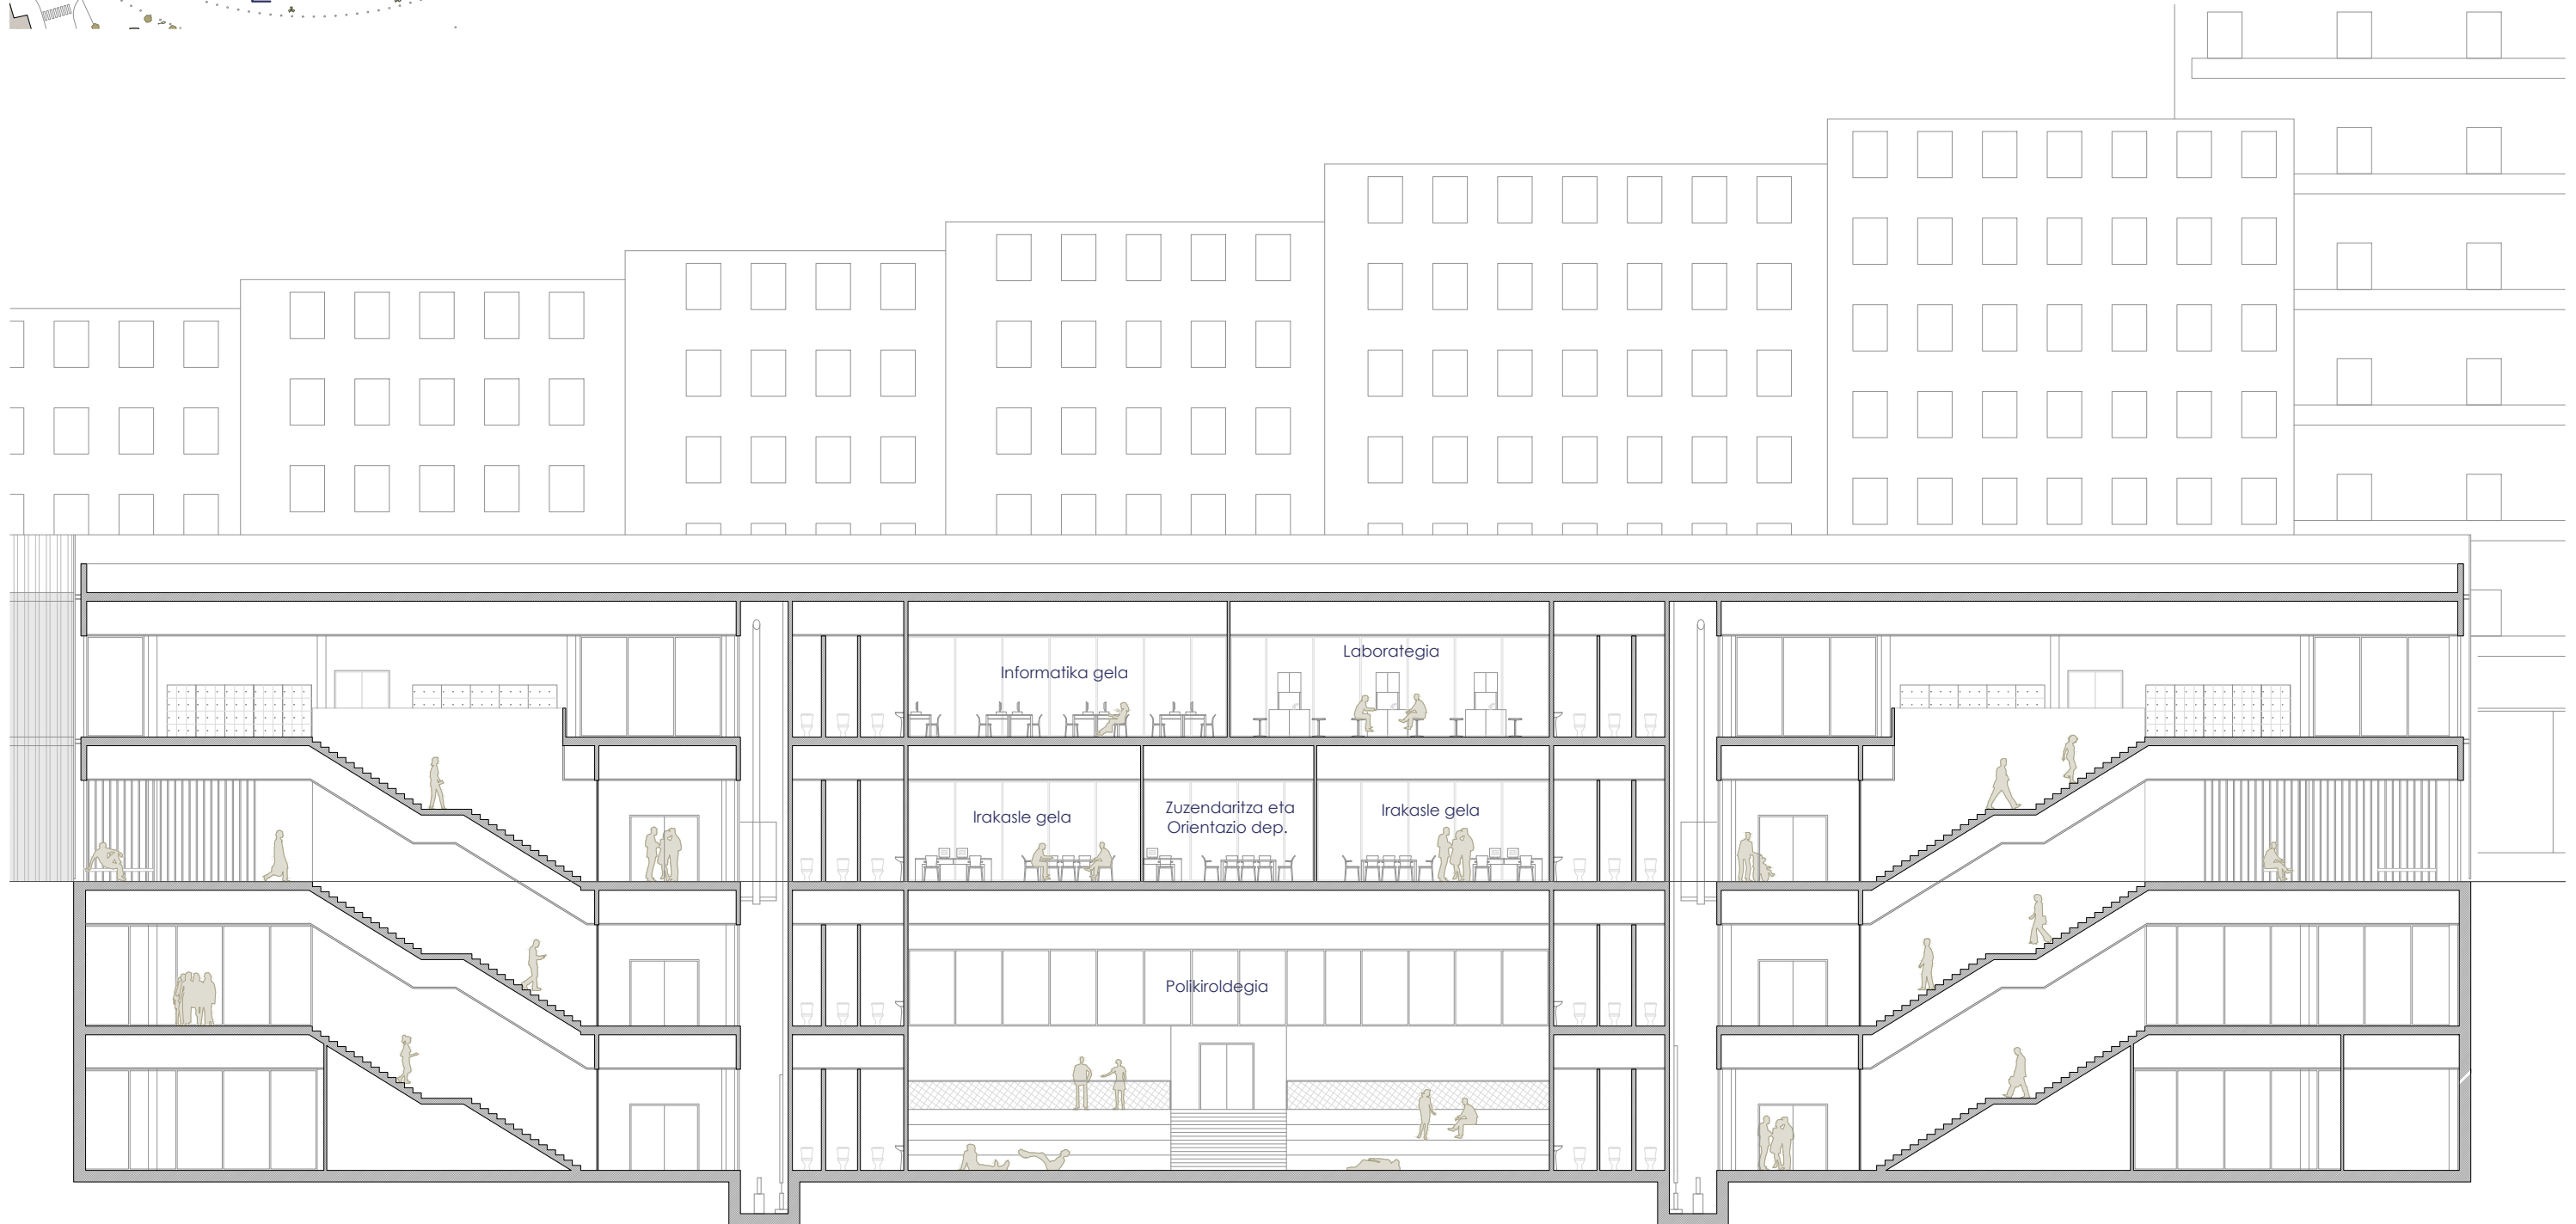 Informatika gela
Laborategia
Irakasle gela
Zuzendaritza eta
Orientazio dep.
Irakasle gela
Polikiroldegia